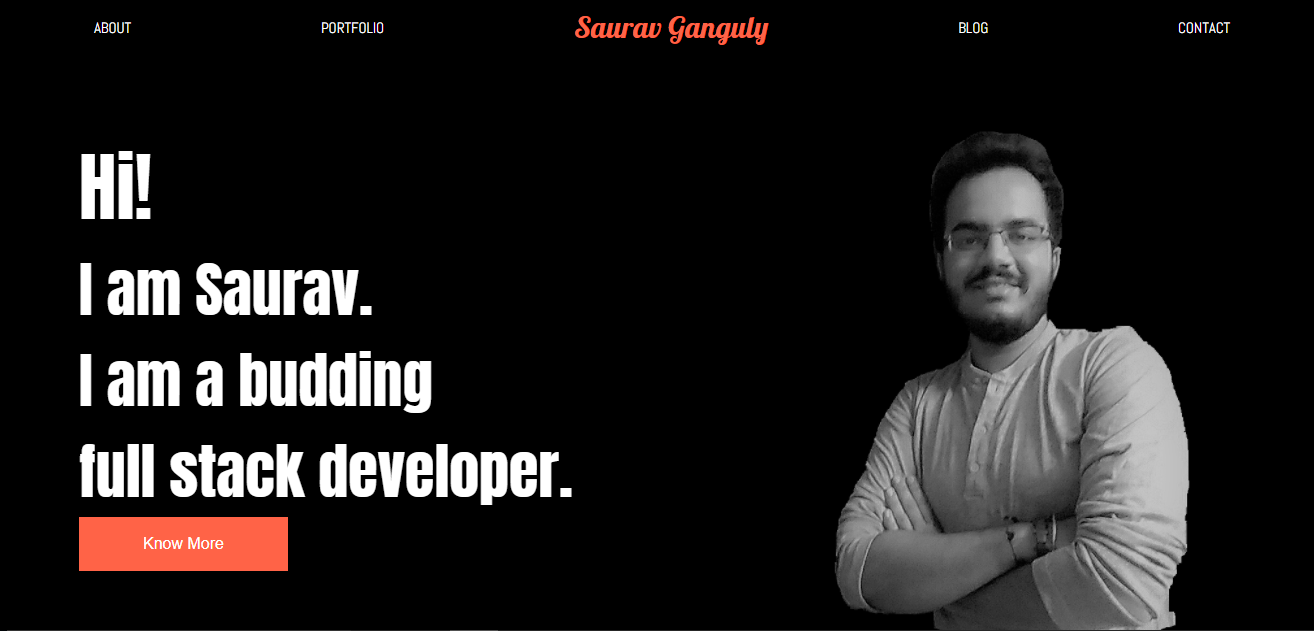 ABOUT
PORTFOLIO
Saurav Ganguly
BLOG
CONTACT
Hi!
I am Saurav.
I am a budding
full stack developer.
Know More